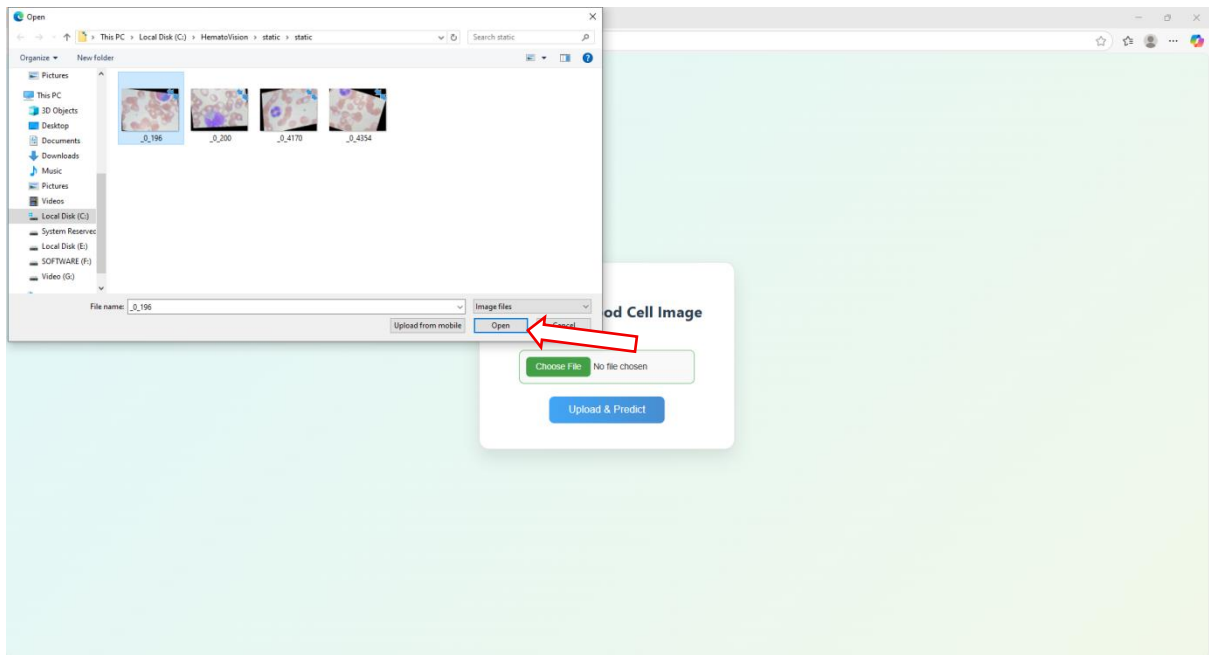 Open
This PC › Local Disk (C:) › HematoVision › static › static
Search static
Organize
New folder
Pictures
This PC
3D Objects
Desktop
Documents
Downloads
Music
Pictures
Videos
Local Disk (C:)
System Reserved
Local Disk (E:)
SOFTWARE (F:)
Video (G:)
_0_196
_0_200
_0_4170
_0_4354
File name:
_0_196
Image files
Upload from mobile
Open
Cancel
od Cell Image
Choose File
No file chosen
Upload & Predict